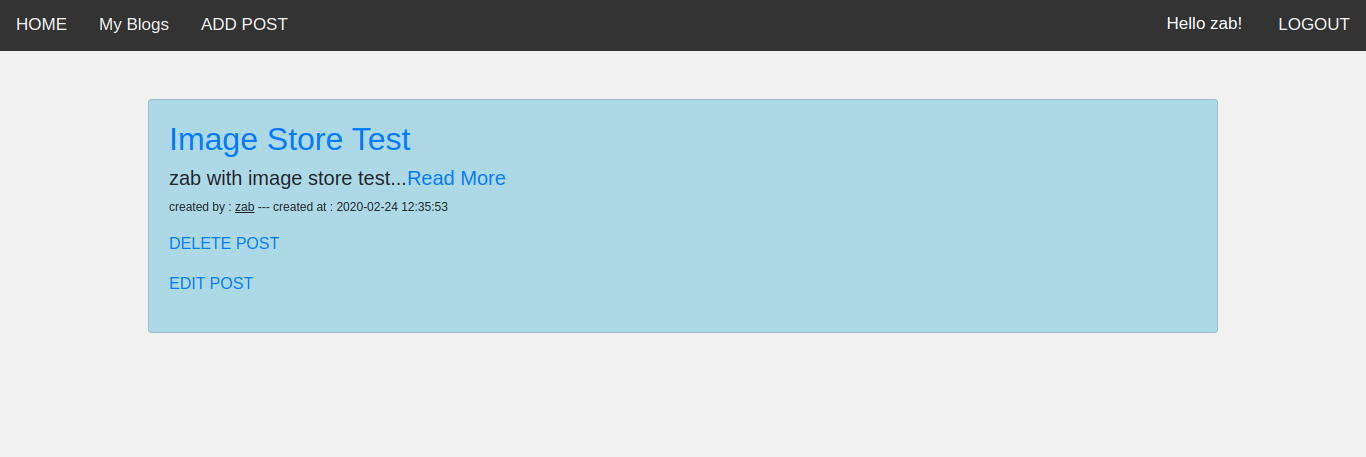 HOME My Blogs ADD POST Hello zab! LOGOUT
Image Store Test
zab with image store test...Read More
created by : zab --- created at : 2020-02-24 12:35:53
DELETE POST
EDIT POST